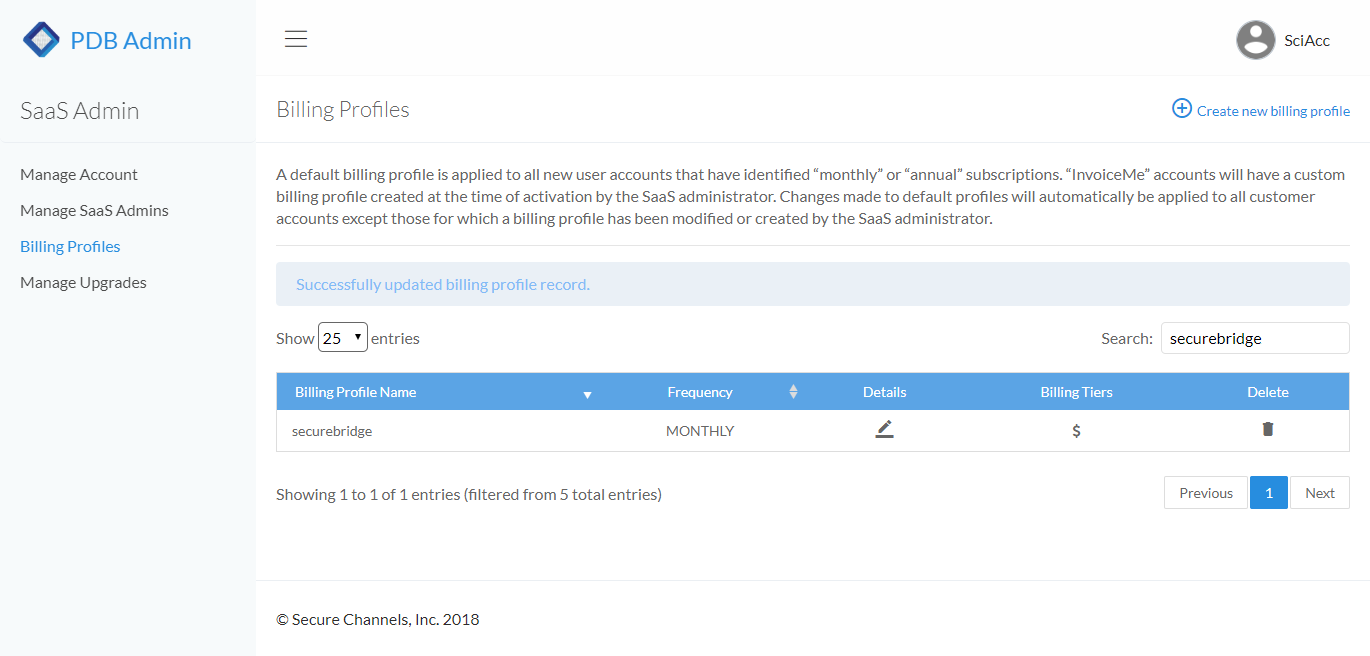 PDB Admin
SciAcc
SaaS Admin
Manage Account
Manage SaaS Admins
Billing Profiles
Manage Upgrades
Billing Profiles
Create new billing profile
A default billing profile is applied to all new user accounts that have identified “monthly” or “annual” subscriptions. “InvoiceMe” accounts will have a custom
billing profile created at the time of activation by the SaaS administrator. Changes made to default profiles will automatically be applied to all customer
accounts except those for which a billing profile has been modified or created by the SaaS administrator.
Successfully updated billing profile record.
Show 25 entries
Search: securebridge
Billing Profile Name Frequency Details Billing Tiers Delete
securebridge MONTHLY $
Showing 1 to 1 of 1 entries (filtered from 5 total entries)
Previous 1 Next
© Secure Channels, Inc. 2018